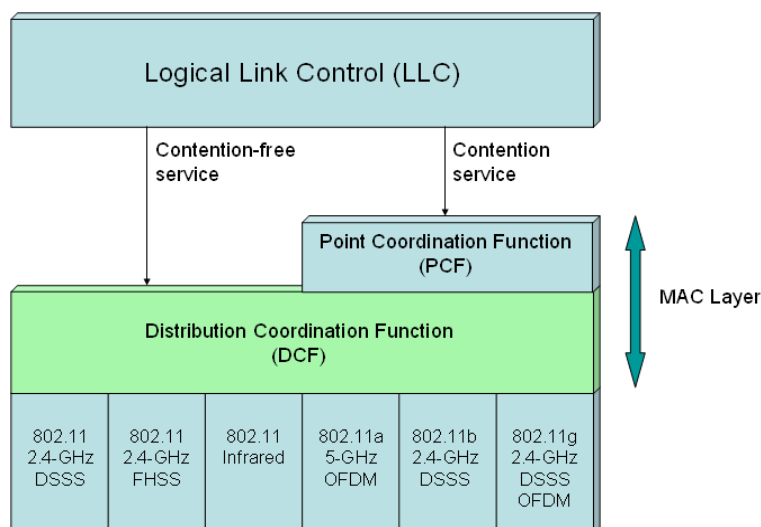 Logical Link Control (LLC)
Contention-free
service
Contention
service
Point Coordination Function
(PCF)
MAC Layer
Distribution Coordination Function
(DCF)
802.11
2.4-GHz
DSSS
802.11
2.4-GHz
FHSS
802.11
Infrared
802.11a
5-GHz
OFDM
802.11b
2.4-GHz
DSSS
802.11g
2.4-GHz
DSSS
OFDM